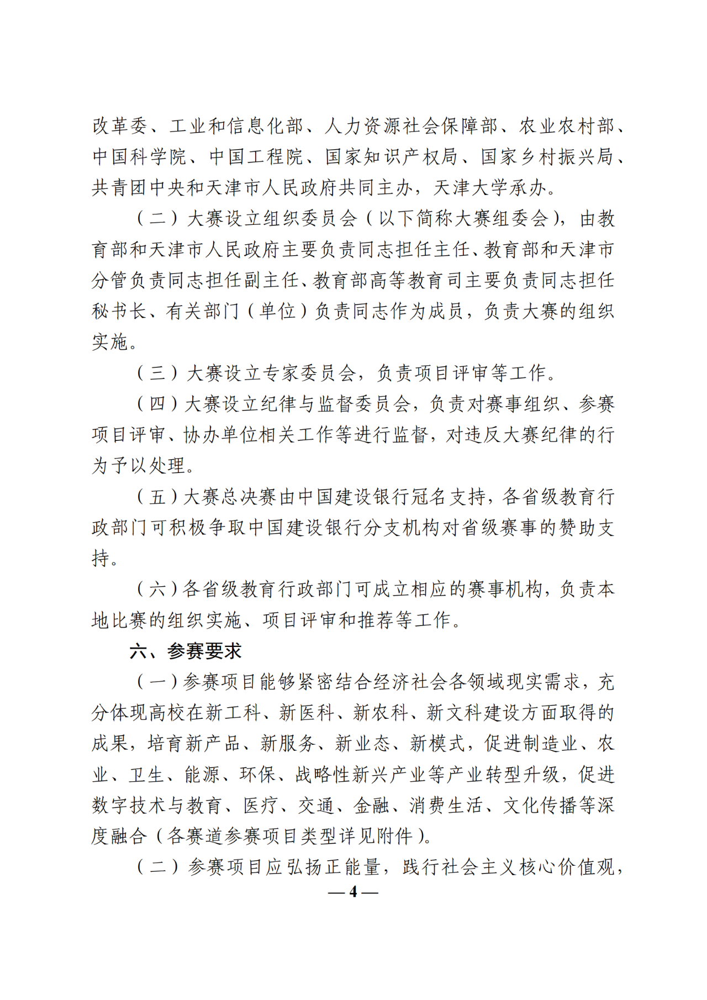 改革委、工业和信息化部、人力资源社会保障部、农业农村部、
中国科学院、中国工程院、国家知识产权局、国家乡村振兴局、
共青团中央和天津市人民政府共同主办，天津大学承办。
（二）大赛设立组织委员会（以下简称大赛组委会），由教
育部和天津市人民政府主要负责同志担任主任、教育部和天津市
分管负责同志担任副主任、教育部高等教育司主要负责同志担任
秘书长、有关部门（单位）负责同志作为成员，负责大赛的组织
实施。
（三）大赛设立专家委员会，负责项目评审等工作。
（四）大赛设立纪律与监督委员会，负责对赛事组织、参赛
项目评审、协办单位相关工作等进行监督，对违反大赛纪律的行
为予以处理。
（五）大赛总决赛由中国建设银行冠名支持，各省级教育行
政部门可积极争取中国建设银行分支机构对省级赛事的赞助支
持。
（六）各省级教育行政部门可成立相应的赛事机构，负责本
地比赛的组织实施、项目评审和推荐等工作。
六、参赛要求
（一）参赛项目能够紧密结合经济社会各领域现实需求，充
分体现高校在新工科、新医科、新农科、新文科建设方面取得的
成果，培育新产品、新服务、新业态、新模式，促进制造业、农
业、卫生、能源、环保、战略性新兴产业等产业转型升级，促进
数字技术与教育、医疗、交通、金融、消费生活、文化传播等深
度融合（各赛道参赛项目类型详见附件）。
（二）参赛项目应弘扬正能量，践行社会主义核心价值观，
— 4 —